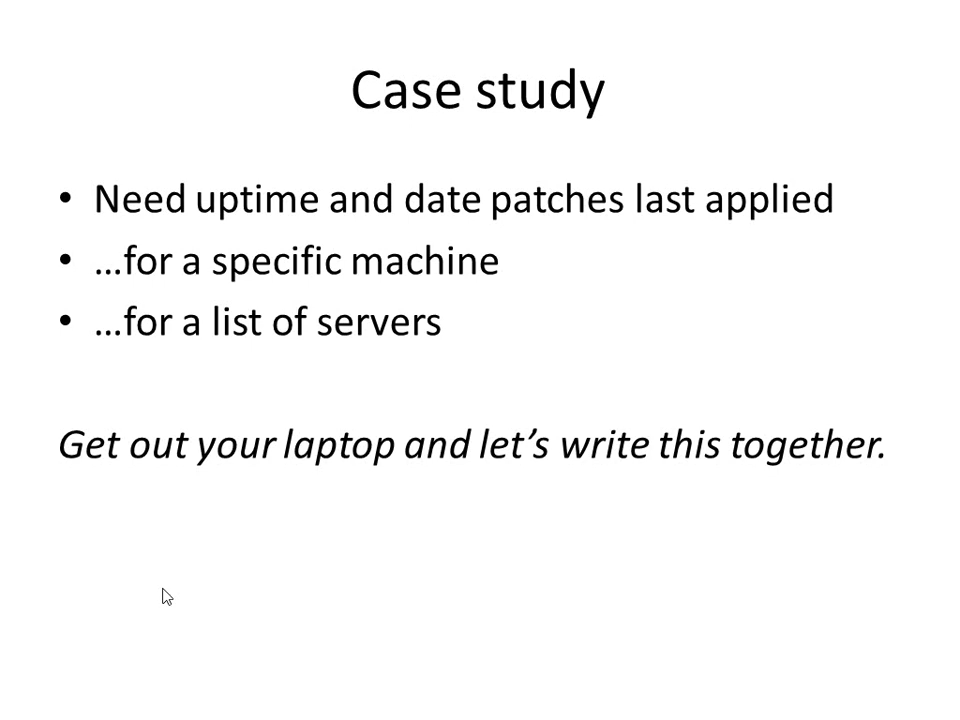 Case study
• Need uptime and date patches last applied
• …for a specific machine
• …for a list of servers
Get out your laptop and let’s write this together.